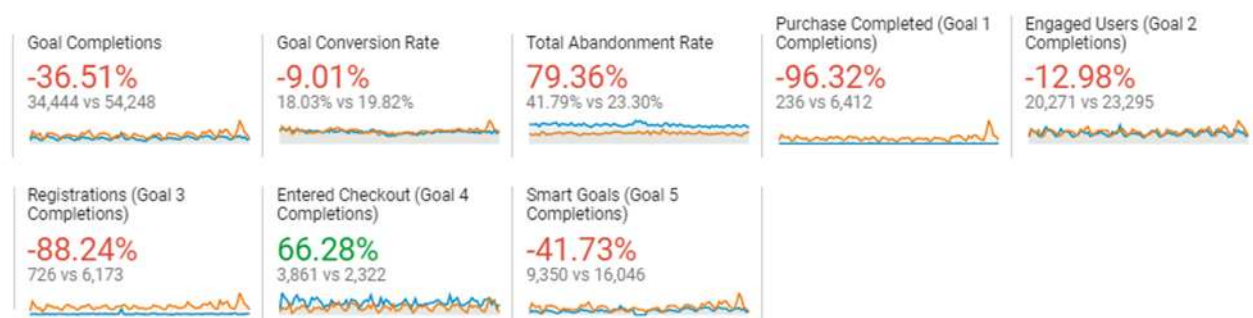 Goal Completions
-36.51%
34,444 vs 54,248
Goal Conversion Rate
-9.01%
18.03% vs 19.82%
Total Abandonment Rate
79.36%
41.79% vs 23.30%
Purchase Completed (Goal 1
Completions)
-96.32%
236 vs 6,412
Engaged Users (Goal 2
Completions)
-12.98%
20,271 vs 23,295
Registrations (Goal 3
Completions)
-88.24%
726 vs 6,173
Entered Checkout (Goal 4
Completions)
66.28%
3,861 vs 2,322
Smart Goals (Goal 5
Completions)
-41.73%
9,350 vs 16,046